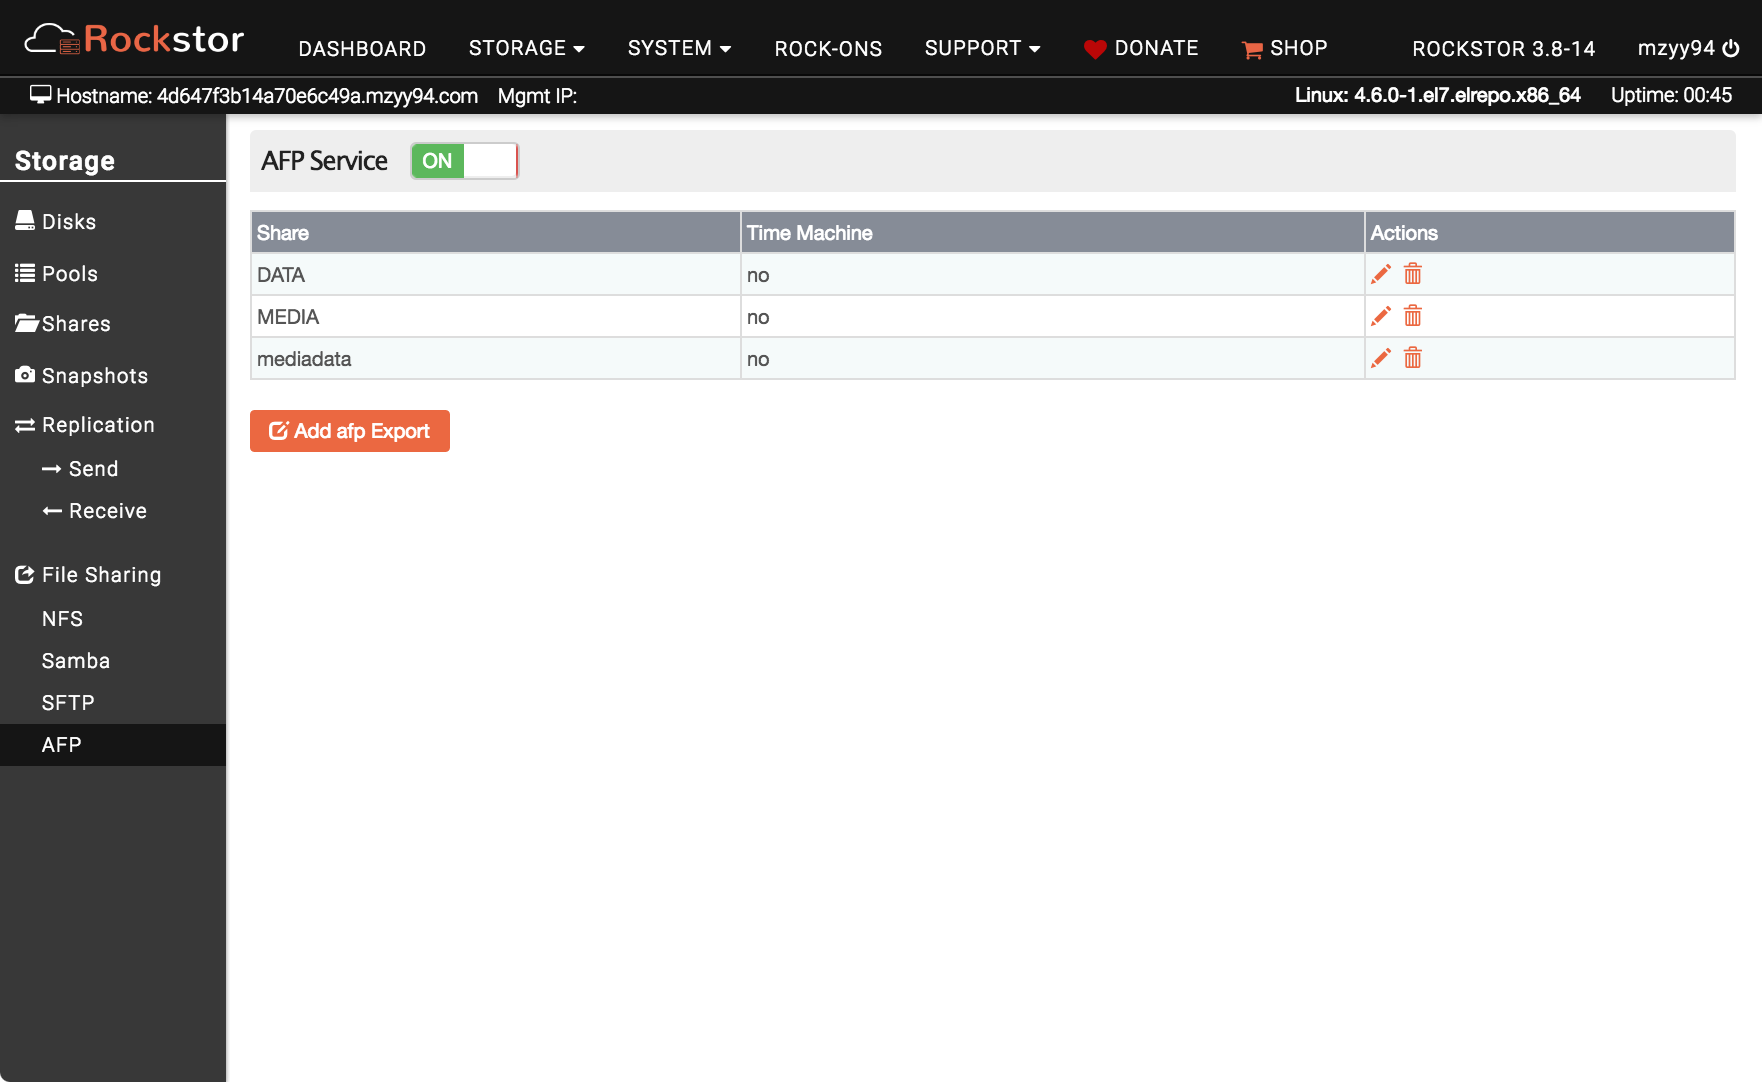 Rockstor DASHBOARD STORAGE SYSTEM ROCK-ONS SUPPORT DONATE SHOP ROCKSTOR 3.8-14 mzyy94
Hostname: 4d647f3b14a70e6c49a.mzyy94.com Mgmt IP: Linux: 4.6.0-1.el7.elrepo.x86_64 Uptime: 00:45
Storage
Disks
Pools
Shares
Snapshots
Replication
Send
Receive
File Sharing
NFS
Samba
SFTP
AFP
AFP Service ON
Share Time Machine Actions
DATA no
MEDIA no
mediadata no
Add afp Export